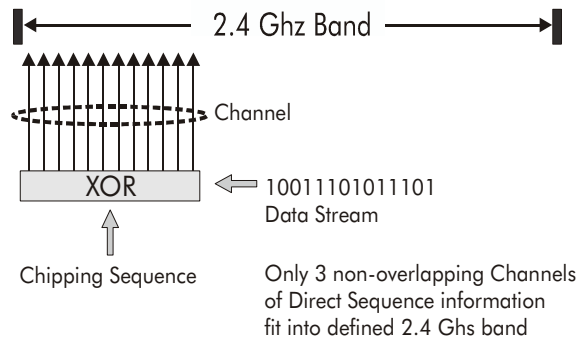 2.4 Ghz Band
Channel
XOR
10011101011101
Data Stream
Chipping Sequence
Only 3 non-overlapping Channels
of Direct Sequence information
fit into defined 2.4 Ghs band